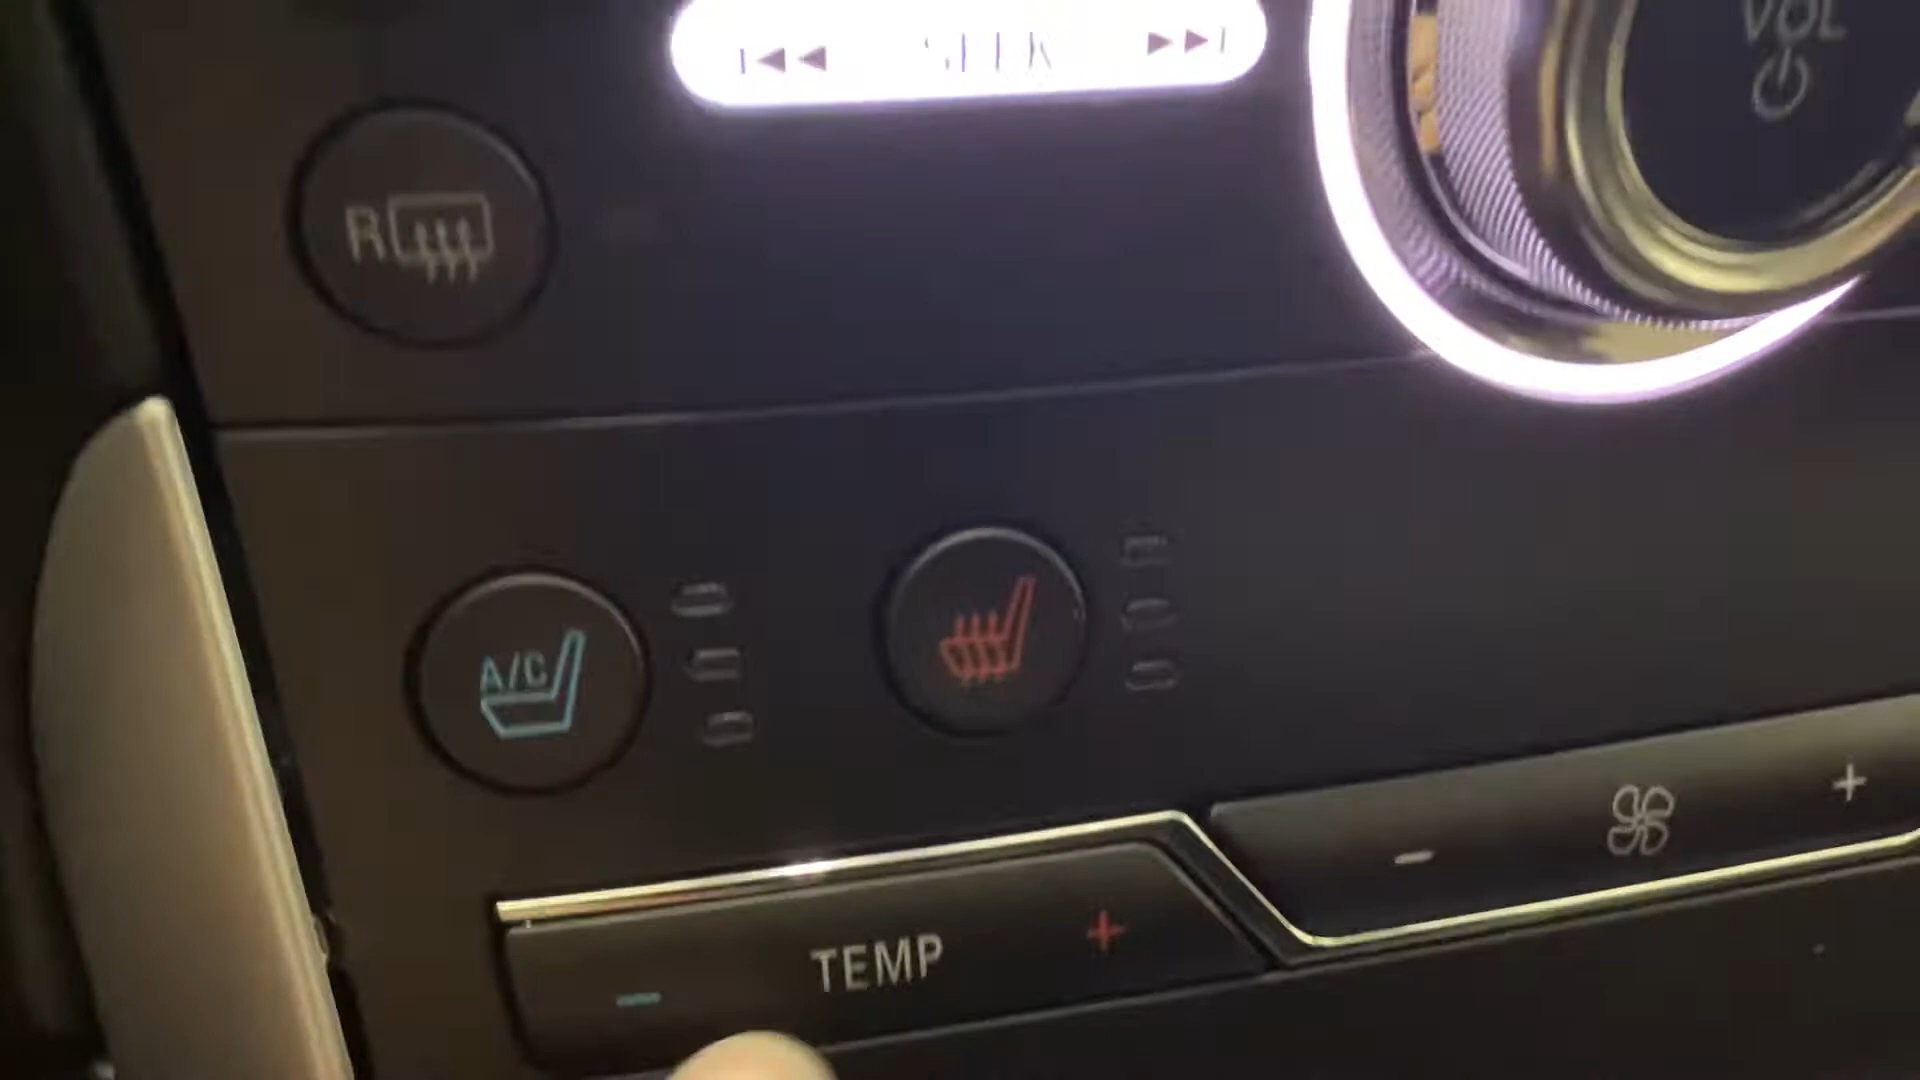 VOL
SEEK
R
A/C
- TEMP +
- +